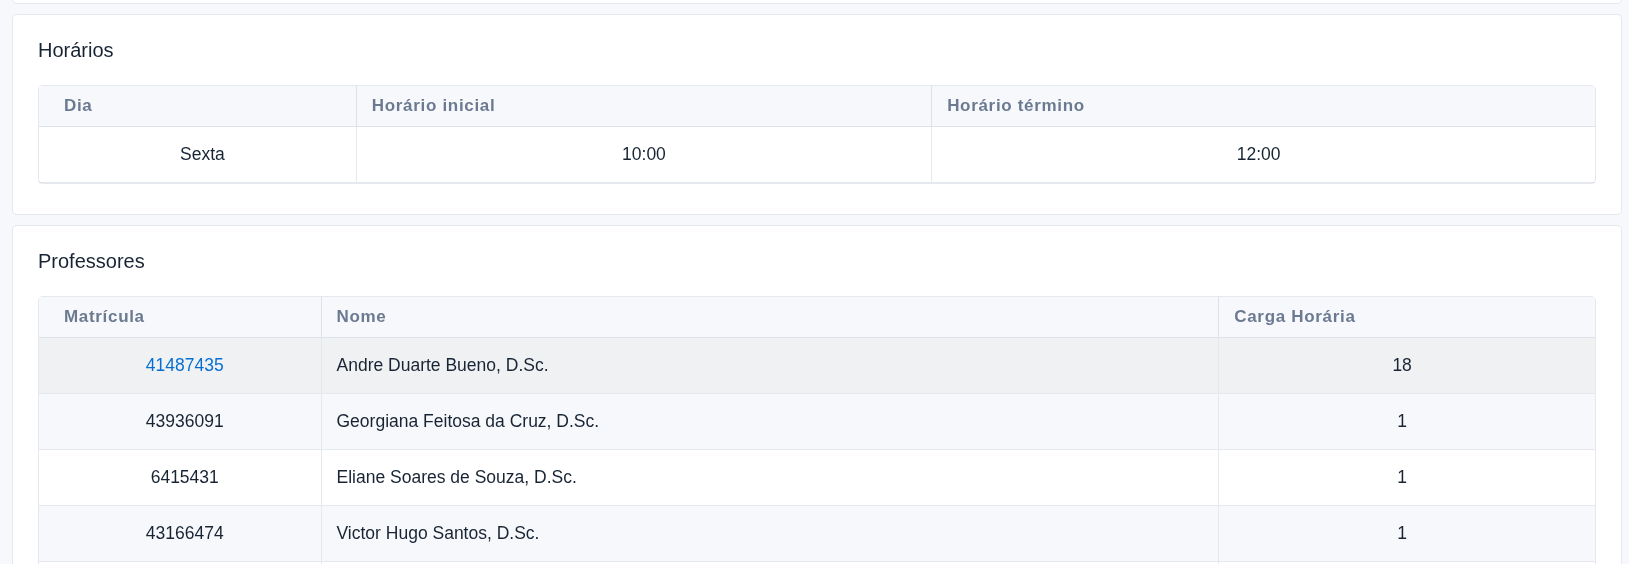 Horários
Dia Horário inicial Horário término
Sexta 10:00 12:00
Professores
Matrícula Nome Carga Horária
41487435 Andre Duarte Bueno, D.Sc. 18
43936091 Georgiana Feitosa da Cruz, D.Sc. 1
6415431 Eliane Soares de Souza, D.Sc. 1
43166474 Victor Hugo Santos, D.Sc. 1